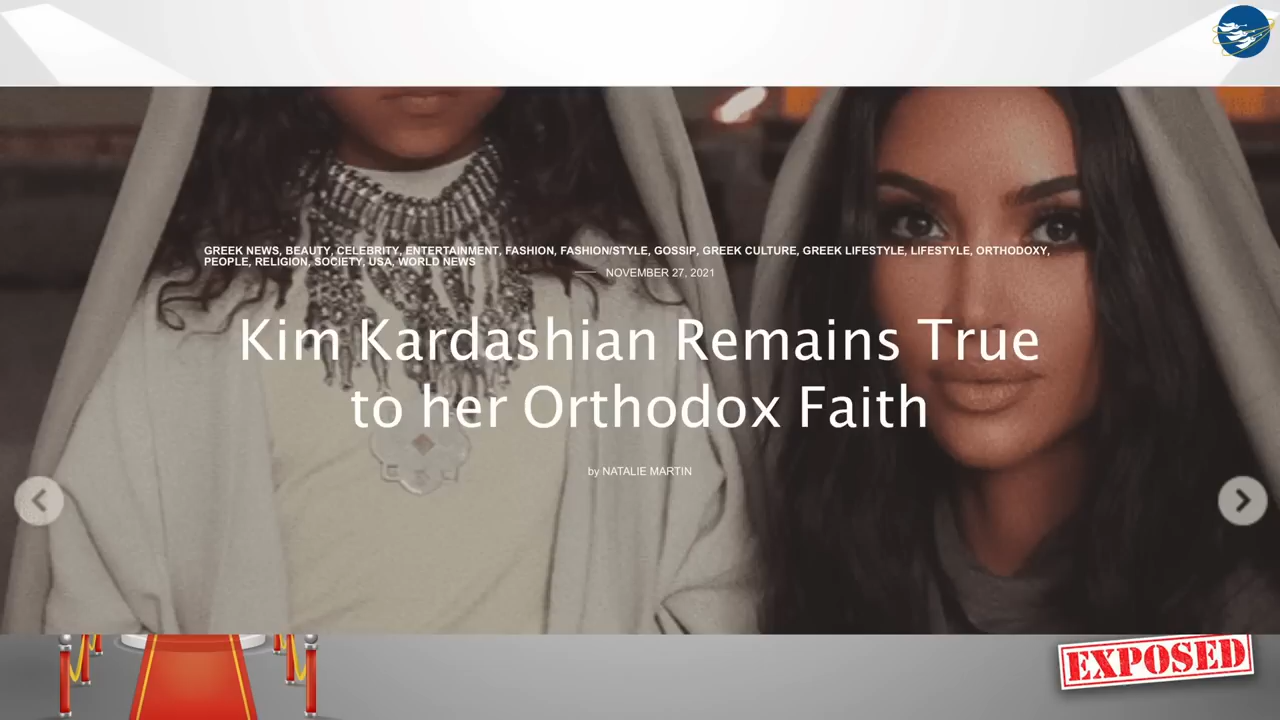 GREEK NEWS, BEAUTY, CELEBRITY, ENTERTAINMENT, FASHION, FASHION/STYLE, GOSSIP, GREEK CULTURE, GREEK LIFESTYLE, LIFESTYLE, ORTHODOXY,
PEOPLE, RELIGION, SOCIETY, USA, WORLD NEWS
NOVEMBER 27, 2021
Kim Kardashian Remains True
to her Orthodox Faith
by NATALIE MARTIN
EXPOSED